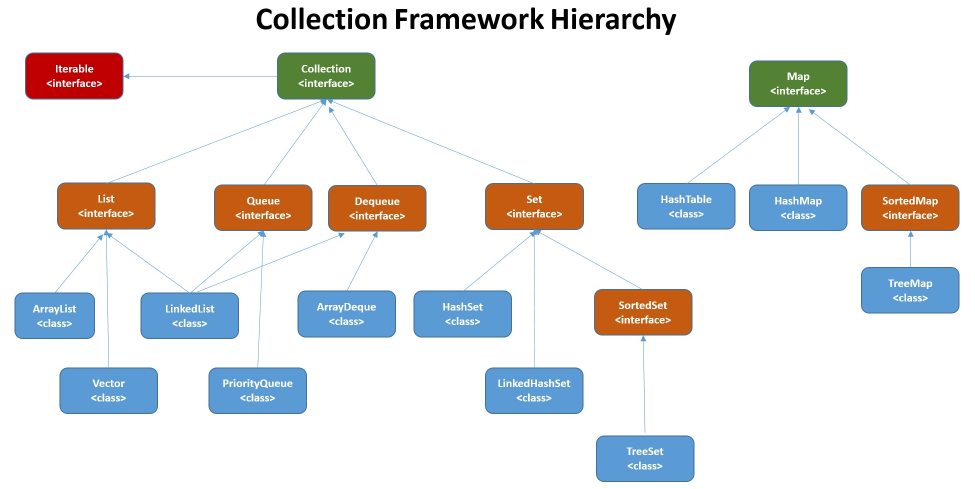 Collection Framework Hierarchy
Iterable
<interface>
Collection
<interface>
Map
<interface>
List
<interface>
Queue
<interface>
Dequeue
<interface>
Set
<interface>
HashTable
<class>
HashMap
<class>
SortedMap
<interface>
ArrayList
<class>
LinkedList
<class>
ArrayDeque
<class>
HashSet
<class>
SortedSet
<interface>
TreeMap
<class>
Vector
<class>
PriorityQueue
<class>
LinkedHashSet
<class>
TreeSet
<class>